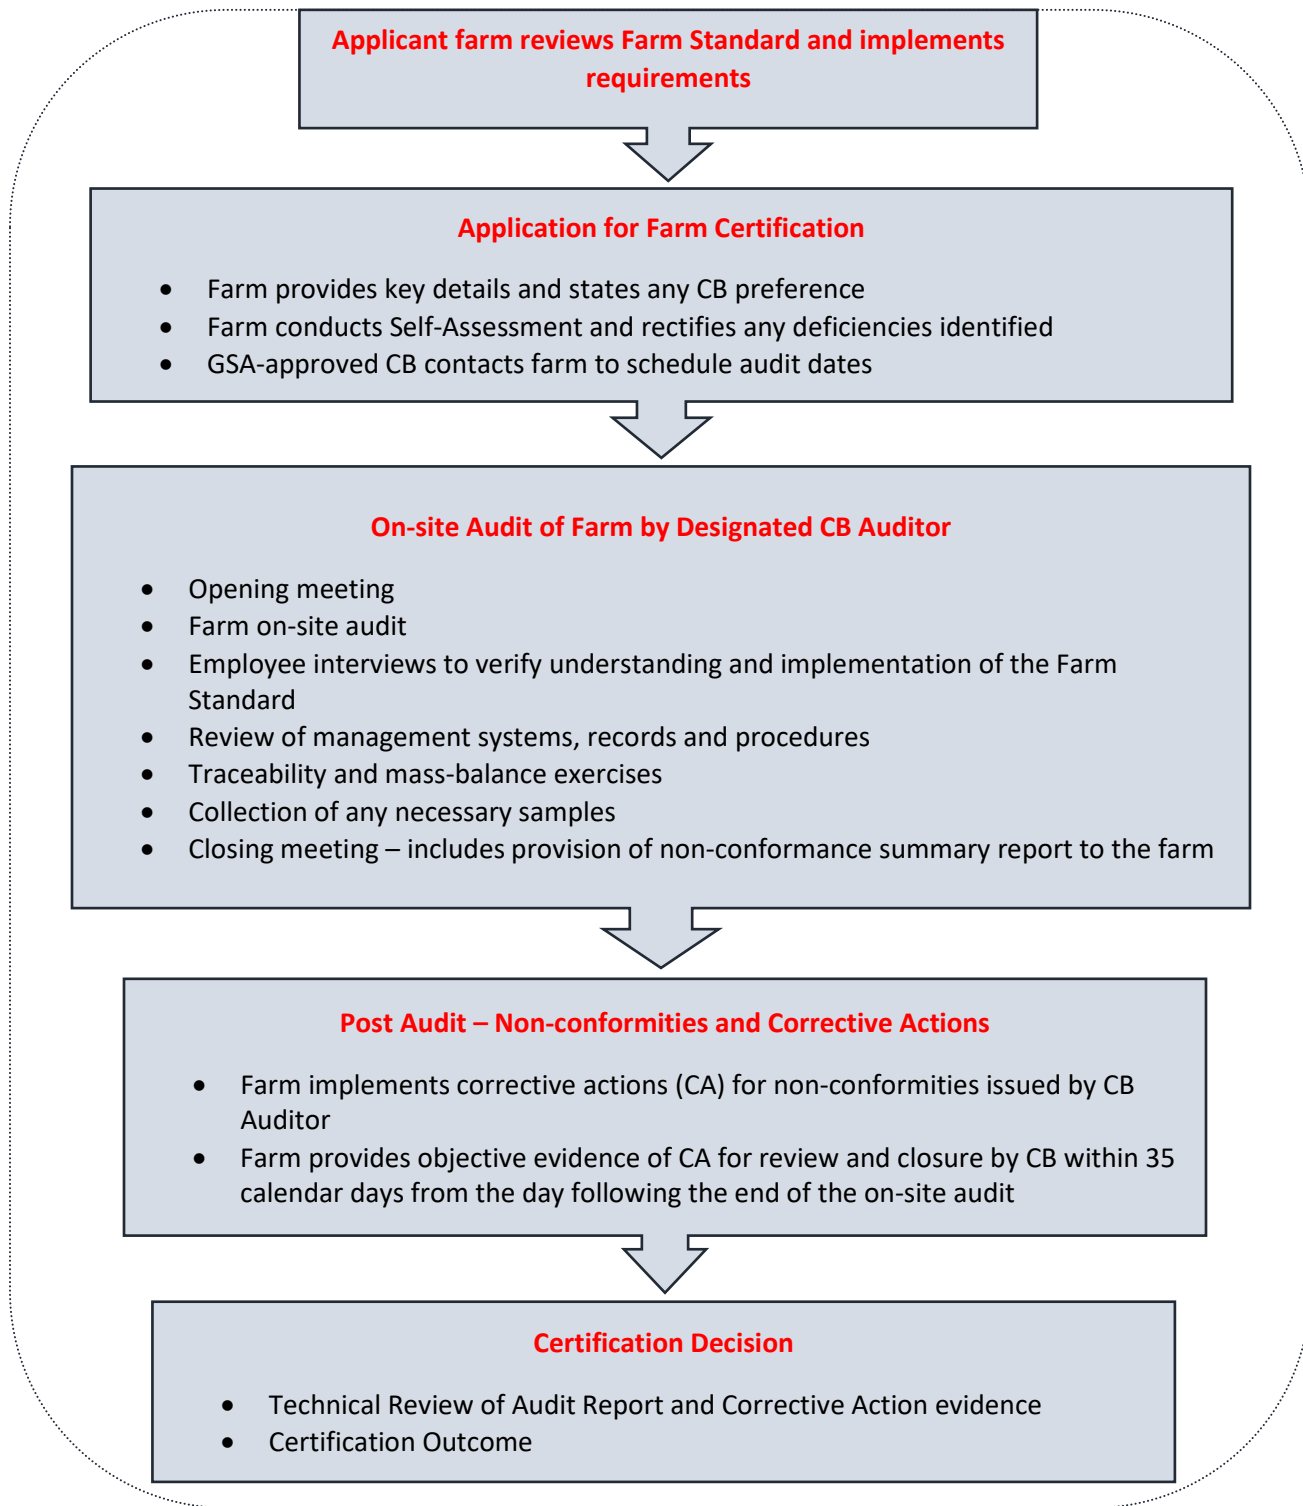 Applicant farm reviews Farm Standard and implements
requirements
Application for Farm Certification
• Farm provides key details and states any CB preference
• Farm conducts Self-Assessment and rectifies any deficiencies identified
• GSA-approved CB contacts farm to schedule audit dates
On-site Audit of Farm by Designated CB Auditor
• Opening meeting
• Farm on-site audit
• Employee interviews to verify understanding and implementation of the Farm
Standard
• Review of management systems, records and procedures
• Traceability and mass-balance exercises
• Collection of any necessary samples
• Closing meeting – includes provision of non-conformance summary report to the farm
Post Audit – Non-conformities and Corrective Actions
• Farm implements corrective actions (CA) for non-conformities issued by CB
Auditor
• Farm provides objective evidence of CA for review and closure by CB within 35
calendar days from the day following the end of the on-site audit
Certification Decision
• Technical Review of Audit Report and Corrective Action evidence
• Certification Outcome